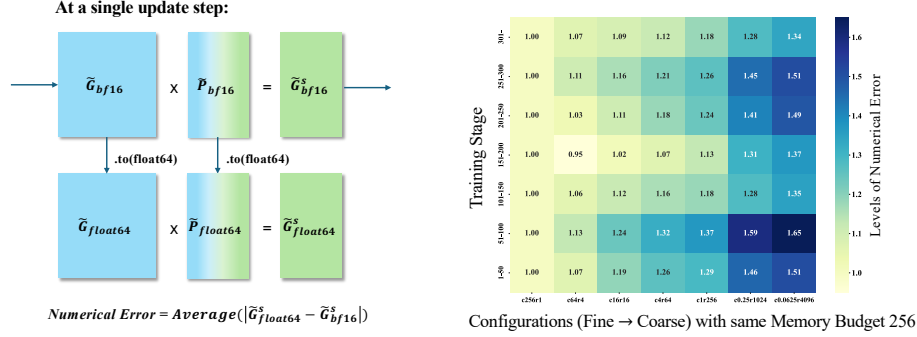 At a single update step:
G̃bf16 x P̃bf16 = G̃ˢbf16
.to(float64) .to(float64)
G̃float64 x P̃float64 = G̃ˢfloat64
Numerical Error = Average(|G̃ˢfloat64 − G̃ˢbf16|)
Training Stage
301- 1.00 1.07 1.09 1.12 1.18 1.28 1.34
251-300 1.00 1.11 1.16 1.21 1.26 1.45 1.51
201-250 1.00 1.03 1.11 1.18 1.24 1.41 1.49
151-200 1.00 0.95 1.02 1.07 1.13 1.31 1.37
101-150 1.00 1.06 1.12 1.16 1.18 1.28 1.35
51-100 1.00 1.13 1.24 1.32 1.37 1.59 1.65
1-50 1.00 1.07 1.19 1.26 1.29 1.46 1.51
c256r1 c64r4 c16r16 c4r64 c1r256 c0.25r1024 c0.0625r4096
Configurations (Fine → Coarse) with same Memory Budget 256
1.6
1.5
1.4
1.3
1.2
1.1
1.0
Levels of Numerical Error